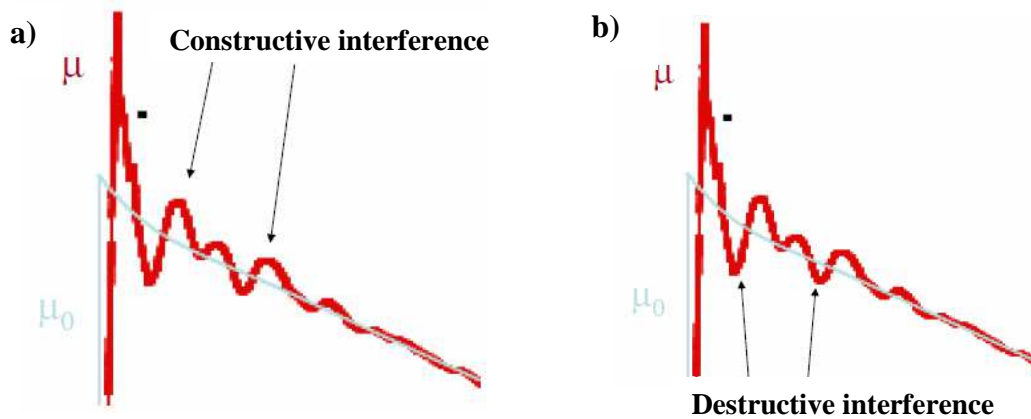 a)
Constructive interference
μ
μ0
b)
μ
μ0
Destructive interference